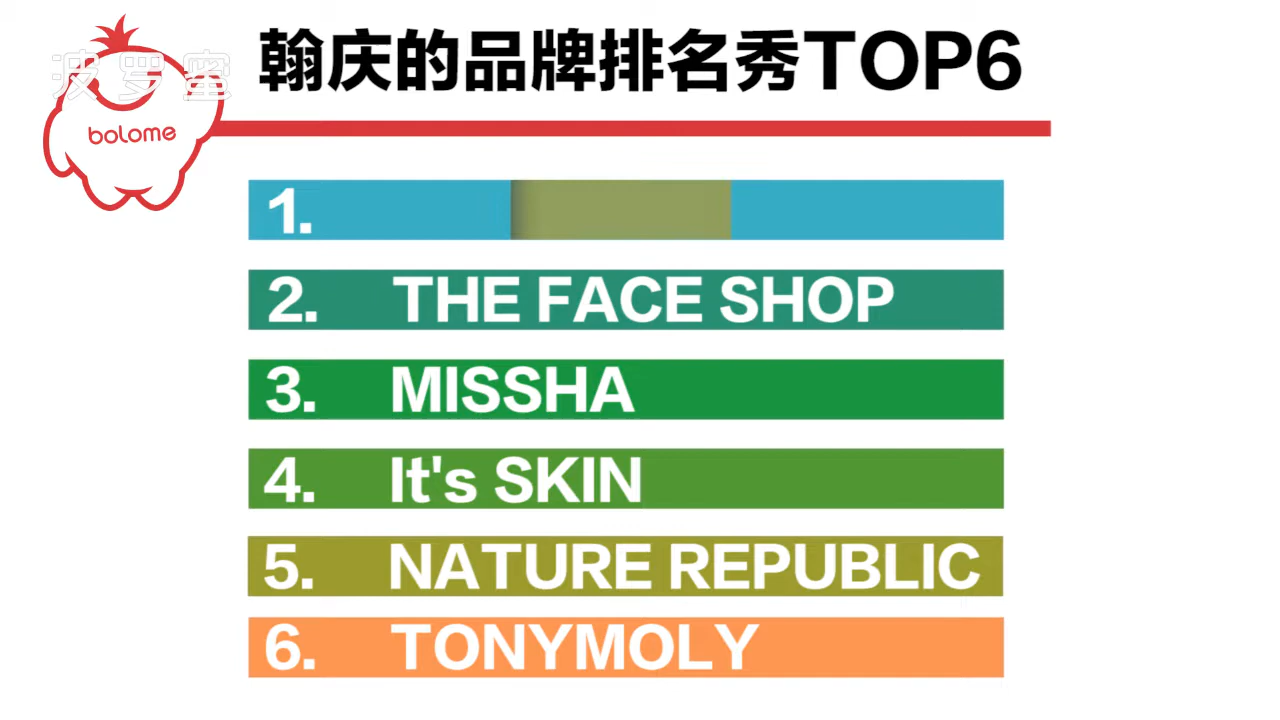 翰庆的品牌排名秀TOP6
波罗蜜
bolome
1.
2. THE FACE SHOP
3. MISSHA
4. It's SKIN
5. NATURE REPUBLIC
6. TONYMOLY